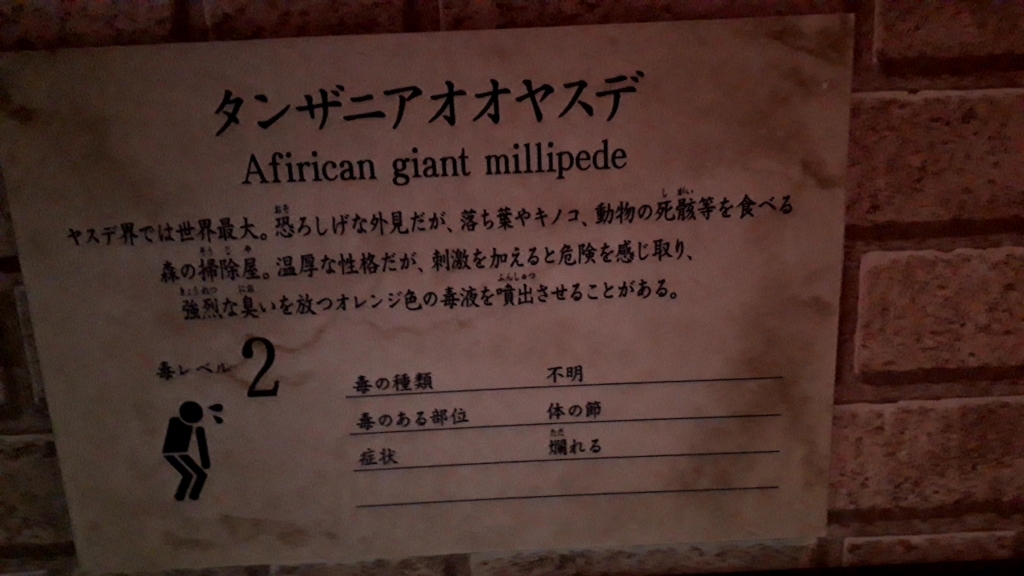 タンザニアオオヤスデ
Afirican giant millipede
ヤスデ界では世界最大。恐ろしげな外見だが、落ち葉やキノコ、動物の死骸等を食べる
森の掃除屋。温厚な性格だが、刺激を加えると危険を感じ取り、
強烈な臭いを放つオレンジ色の毒液を噴出させることがある。
毒レベル 2
毒の種類 不明
毒のある部位 体の節
症状 爛れる